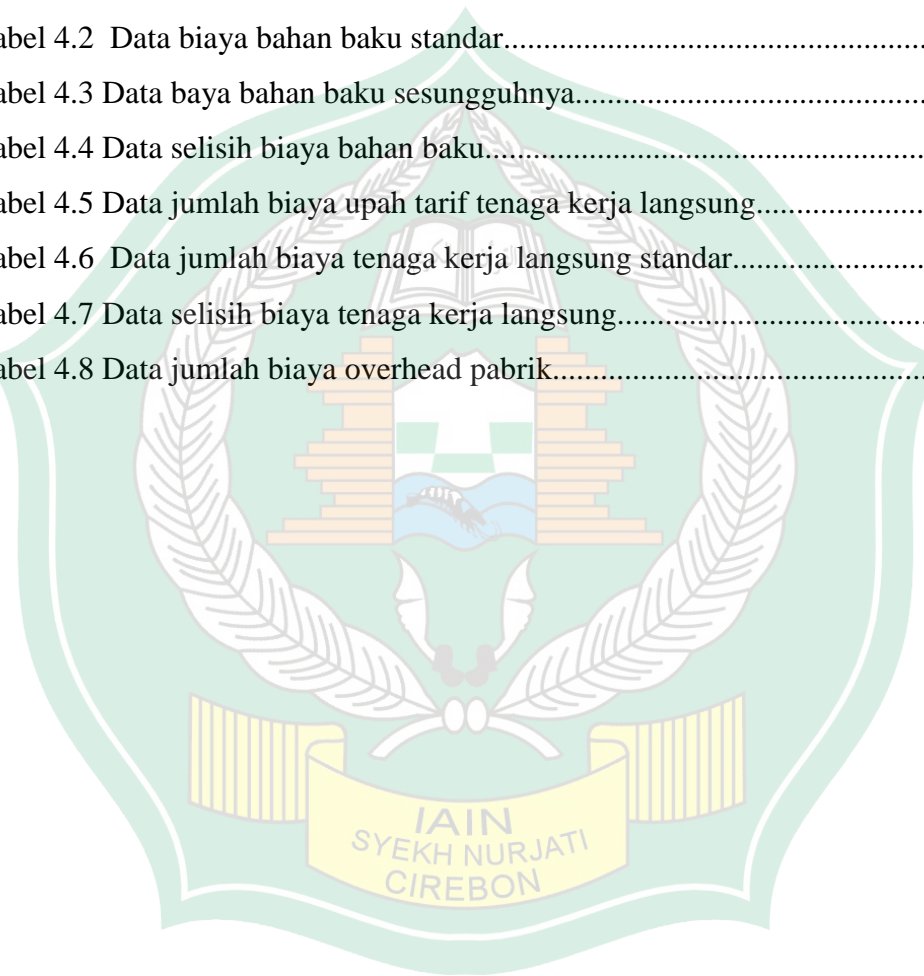 abel 4.2 Data biaya bahan baku standar......................................................
abel 4.3 Data baya bahan baku sesungguhnya.............................................
abel 4.4 Data selisih biaya bahan baku........................................................
abel 4.5 Data jumlah biaya upah tarif tenaga kerja langsung.....................
abel 4.6 Data jumlah biaya tenaga kerja langsung standar........................
abel 4.7 Data selisih biaya tenaga kerja langsung.......................................
abel 4.8 Data jumlah biaya overhead pabrik...............................................
IAIN
SYEKH NURJATI
CIREBON